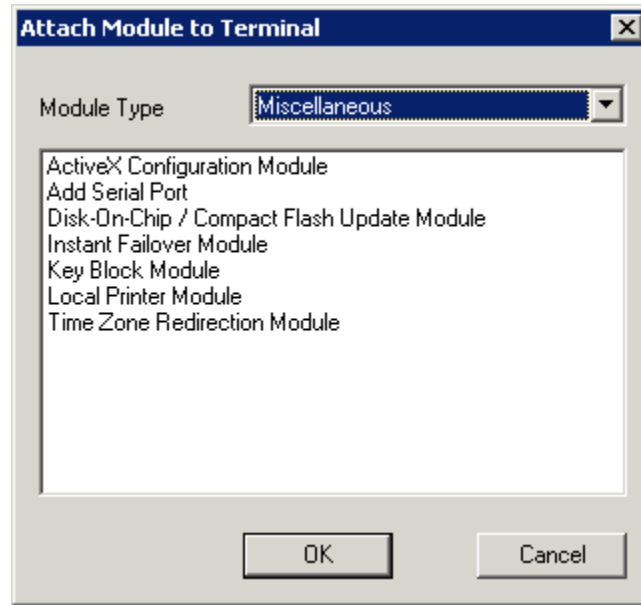 Attach Module to Terminal
Module Type Miscellaneous
ActiveX Configuration Module
Add Serial Port
Disk-On-Chip / Compact Flash Update Module
Instant Failover Module
Key Block Module
Local Printer Module
Time Zone Redirection Module
OK Cancel